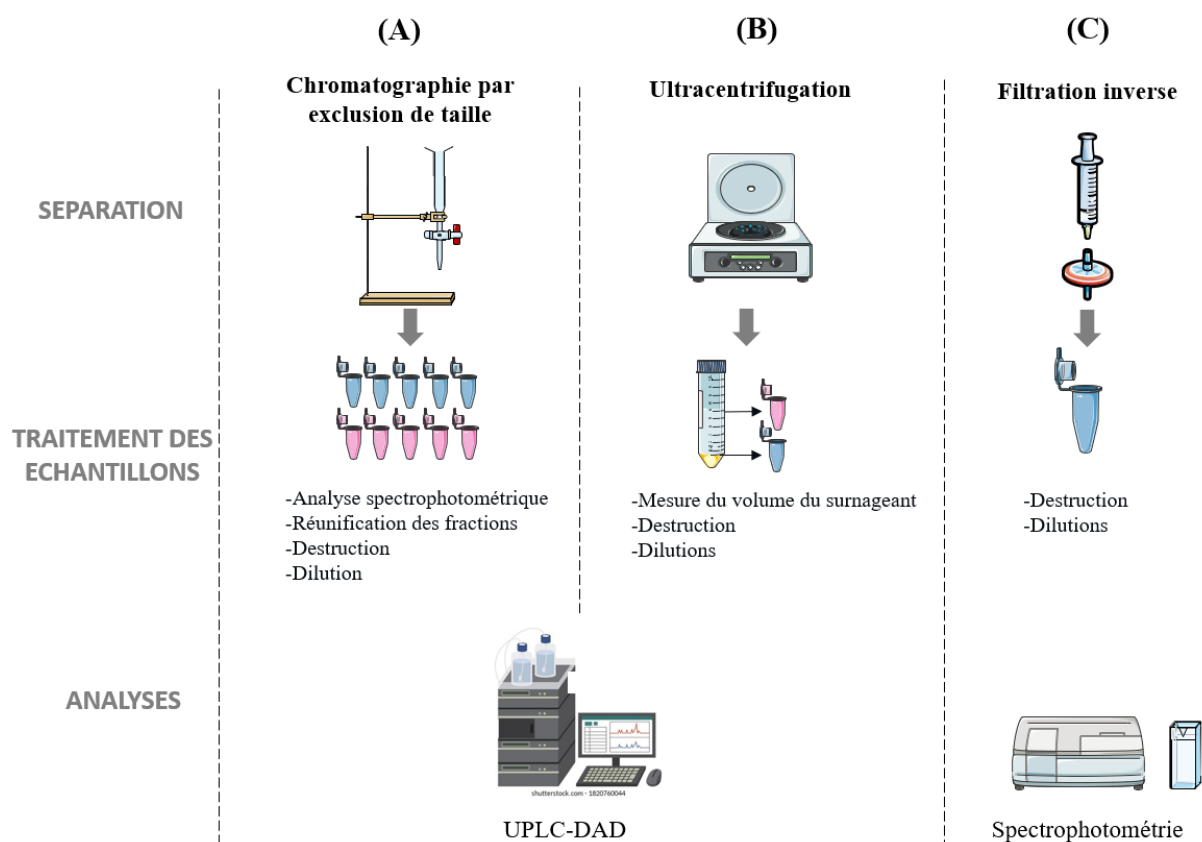 (A)
(B)
(C)
Chromatographie par
exclusion de taille
Ultracentrifugation
Filtration inverse
SEPARATION
TRAITEMENT DES
ECHANTILLONS
-Analyse spectrophotométrique
-Réunification des fractions
-Destruction
-Dilution
-Mesure du volume du surnageant
-Destruction
-Dilutions
-Destruction
-Dilutions
ANALYSES
shutterstock.com · 1820760044
UPLC-DAD
Spectrophotométrie